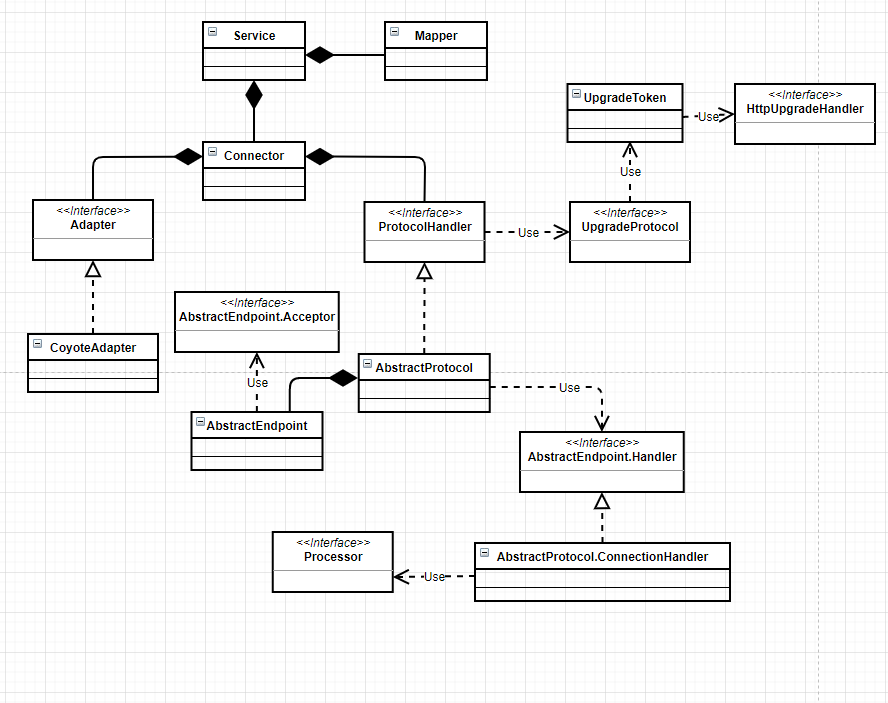 Service
Mapper
<<Interface>>
HttpUpgradeHandler
UpgradeToken
Use
Use
Connector
<<Interface>>
Adapter
<<Interface>>
ProtocolHandler
Use
<<Interface>>
UpgradeProtocol
<<Interface>>
AbstractEndpoint.Acceptor
CoyoteAdapter
Use
AbstractProtocol
Use
AbstractEndpoint
<<Interface>>
AbstractEndpoint.Handler
<<Interface>>
Processor
Use
AbstractProtocol.ConnectionHandler